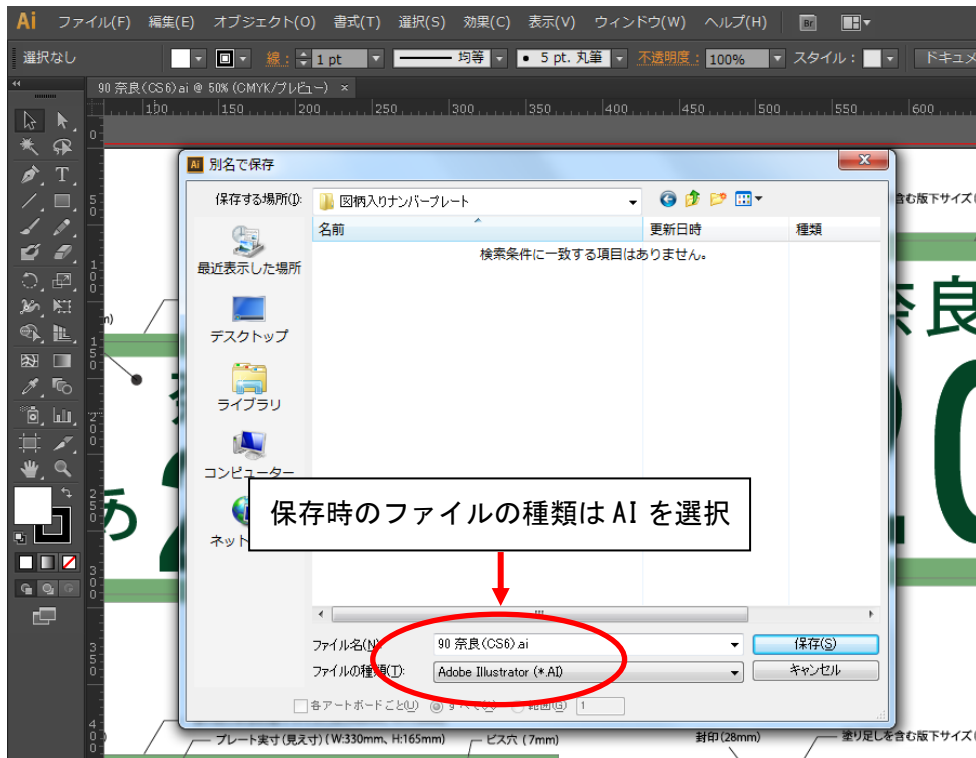 Ai ファイル(F) 編集(E) オブジェクト(O) 書式(T) 選択(S) 効果(C) 表示(V) ウィンドウ(W) ヘルプ(H) Br
選択なし 線： 1 pt 均等 5 pt. 丸筆 不透明度： 100% スタイル： ドキュメ
90 奈良(CS6).ai @ 50% (CMYK/プレビュー) ×
100 150 200 250 300 350 400 450 500 550 600
Ai 別名で保存
保存する場所(I): 図柄入りナンバープレート
名前 更新日時 種類
検索条件に一致する項目はありません。
最近表示した場所
デスクトップ
ライブラリ
コンピューター
保存時のファイルの種類は AI を選択
ファイル名(N): 90 奈良(CS6).ai 保存(S)
ファイルの種類(T): Adobe Illustrator (*.AI) キャンセル
各アートボードごと(U) 範囲(G) 1
を含む版下サイズ(
奈良
プレート実寸(見え寸)(W:330mm、H:165mm)
ビス穴 (7mm)
封印(28mm)
塗り足しを含む版下サイズ(